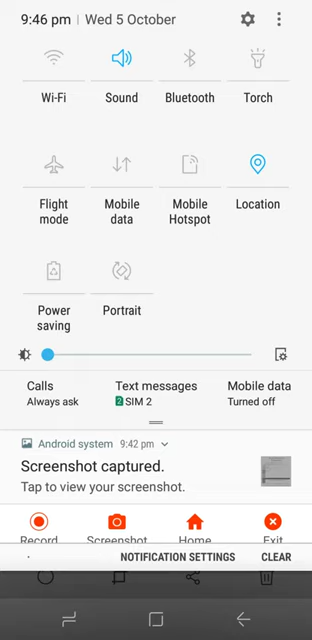 9:46 pm | Wed 5 October
Wi-Fi Sound Bluetooth Torch
Flight mode Mobile data Mobile Hotspot Location
Power saving Portrait
Calls Text messages Mobile data
Always ask 2 SIM 2 Turned off
Android system 9:42 pm
Screenshot captured.
Tap to view your screenshot.
Record Screenshot Home Exit
NOTIFICATION SETTINGS CLEAR